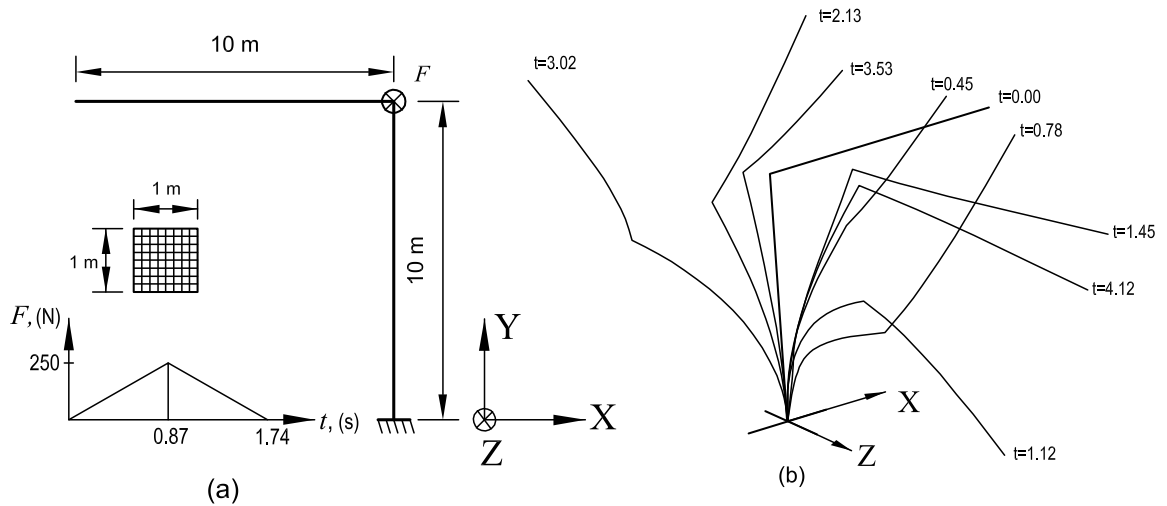 10 m
F
1 m
1 m
10 m
F, (N)
250
0.87
1.74
t, (s)
Y
X
Z
(a)
t=2.13
t=3.02
t=3.53
t=0.45
t=0.00
t=0.78
t=1.45
t=4.12
X
Z
t=1.12
(b)